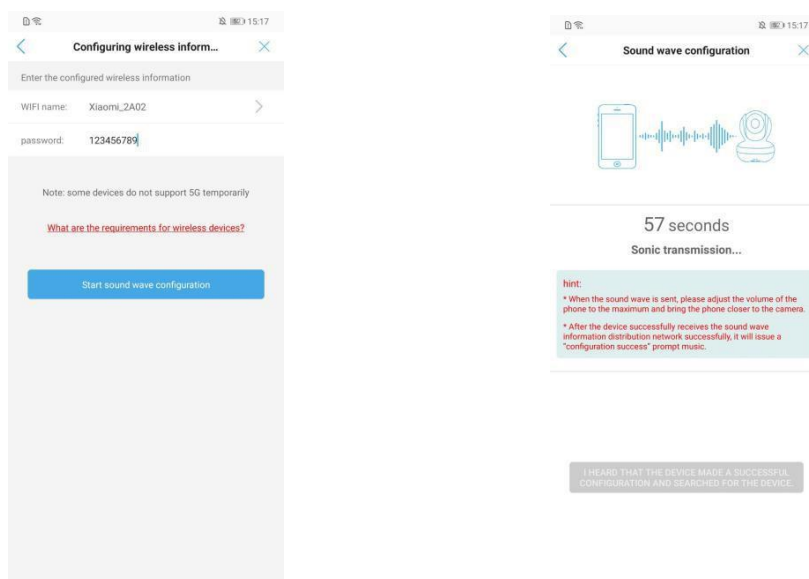 15:17
Configuring wireless inform...
Enter the configured wireless information
WIFI name: Xiaomi_2A02
password: 123456789
Note: some devices do not support 5G temporarily
What are the requirements for wireless devices?
Start sound wave configuration
15:17
Sound wave configuration
57 seconds
Sonic transmission...
hint:
* When the sound wave is sent, please adjust the volume of the
phone to the maximum and bring the phone closer to the camera.
* After the device successfully receives the sound wave
information distribution network successfully, it will issue a
"configuration success" prompt music.
I HEARD THAT THE DEVICE MADE A SUCCESSFUL
CONFIGURATION AND SEARCHED FOR THE DEVICE.